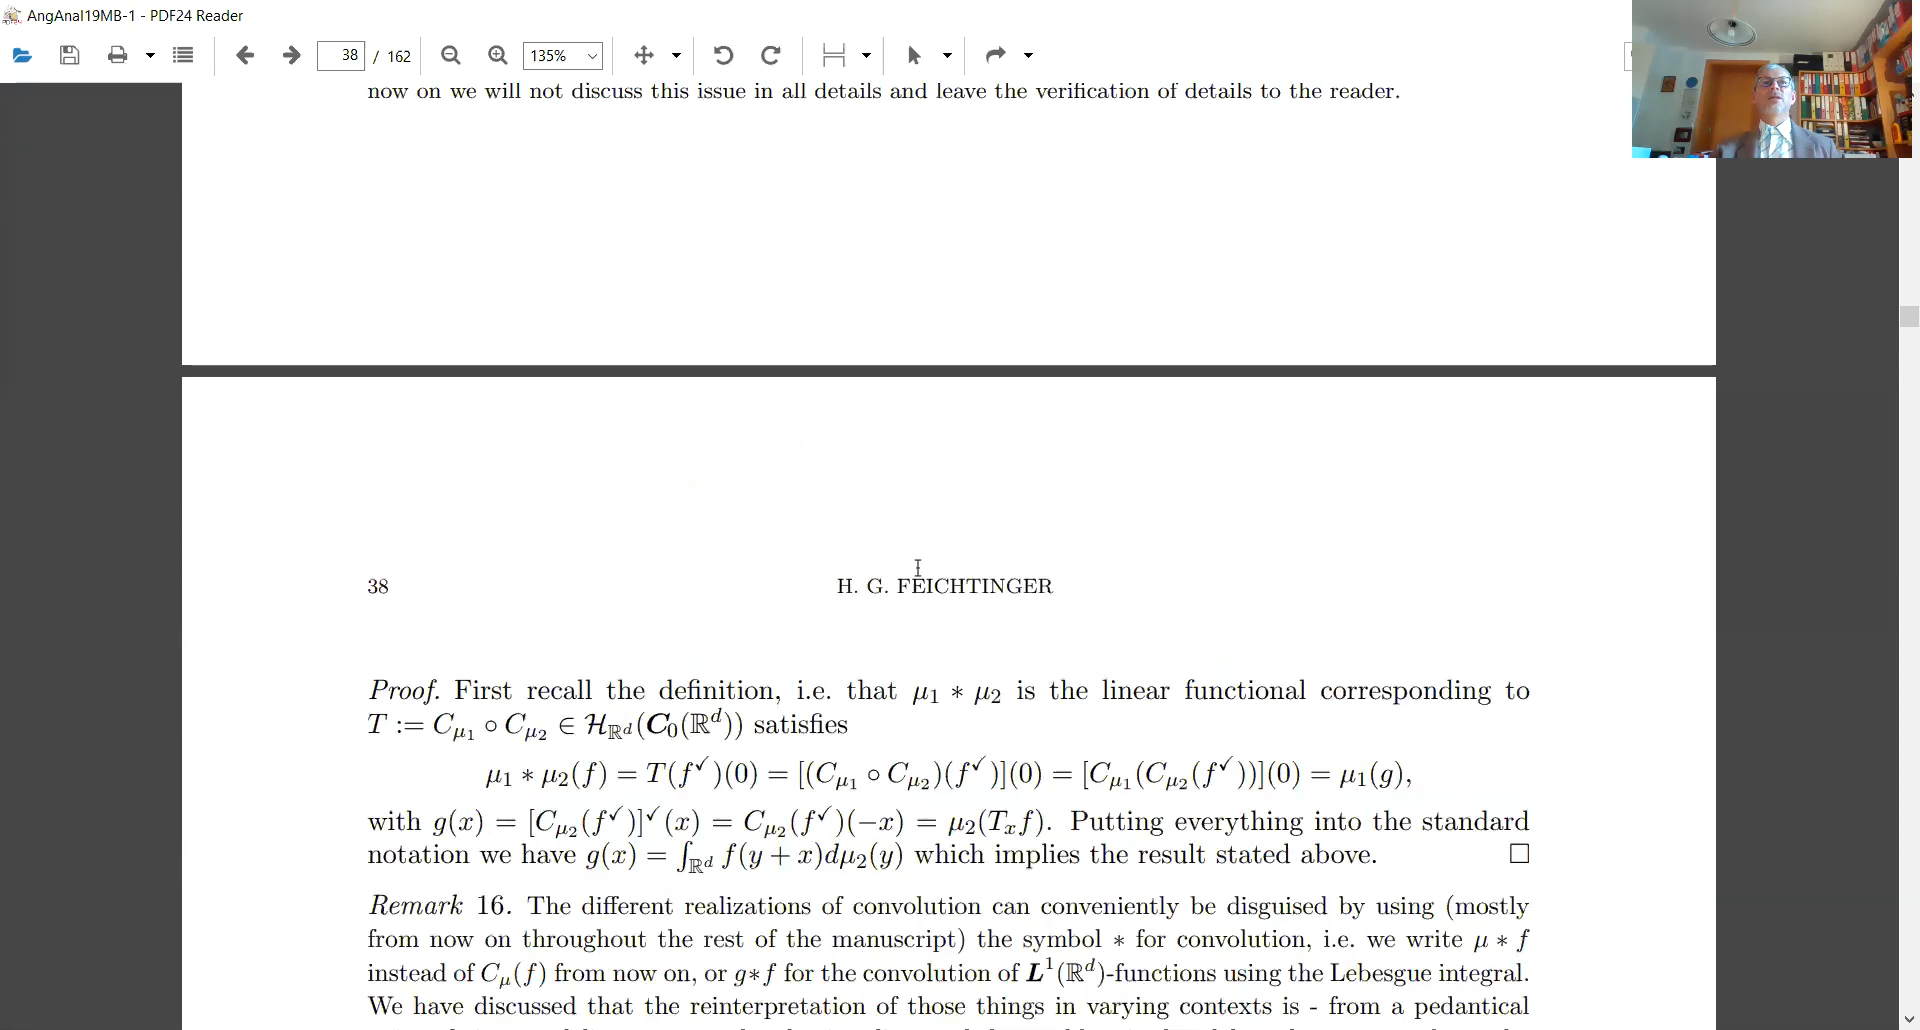 AngAnal19MB-1 - PDF24 Reader
38 / 162 135%
now on we will not discuss this issue in all details and leave the verification of details to the reader.
38 H. G. FEICHTINGER
Proof. First recall the definition, i.e. that μ₁ * μ₂ is the linear functional corresponding to
T := C_{μ₁} ∘ C_{μ₂} ∈ ℋ_{ℝ^d}(C₀(ℝ^d)) satisfies
μ₁ * μ₂(f) = T(f^✓)(0) = [(C_{μ₁} ∘ C_{μ₂})(f^✓)](0) = [C_{μ₁}(C_{μ₂}(f^✓))](0) = μ₁(g),
with g(x) = [C_{μ₂}(f^✓)]^✓(x) = C_{μ₂}(f^✓)(−x) = μ₂(T_x f). Putting everything into the standard
notation we have g(x) = ∫_{ℝ^d} f(y + x)dμ₂(y) which implies the result stated above. □
Remark 16. The different realizations of convolution can conveniently be disguised by using (mostly
from now on throughout the rest of the manuscript) the symbol * for convolution, i.e. we write μ * f
instead of C_μ(f) from now on, or g*f for the convolution of L¹(ℝ^d)-functions using the Lebesgue integral.
We have discussed that the reinterpretation of those things in varying contexts is - from a pedantical